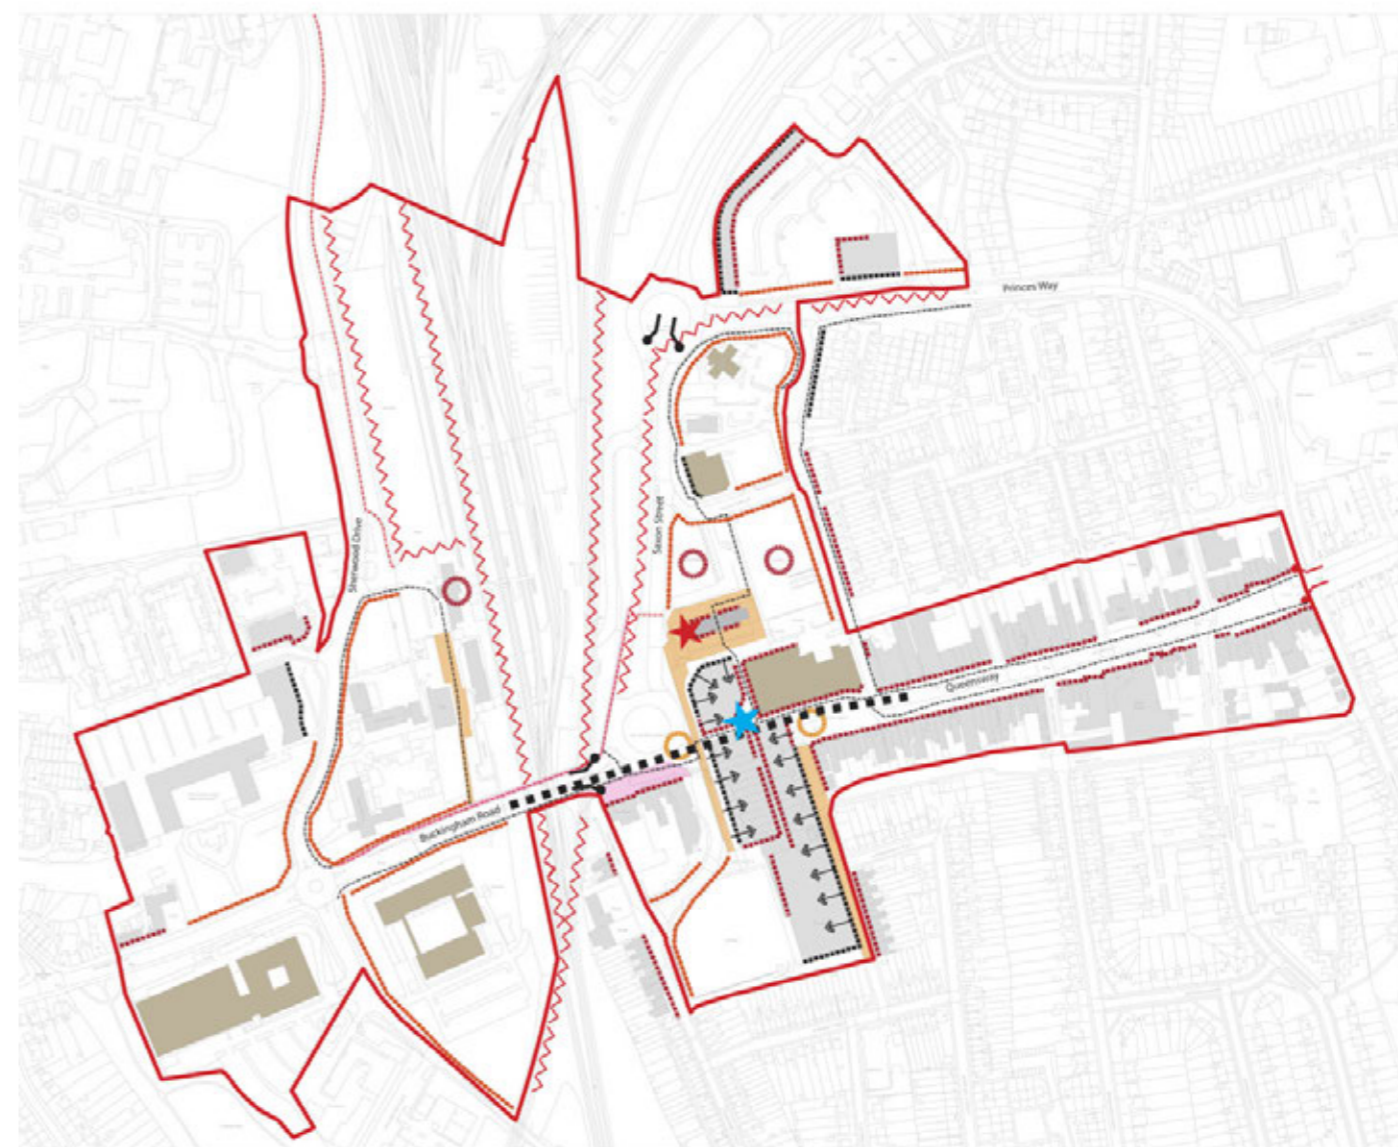 Princes Way
Saxon Street
Sherwood Drive
Queensway
Buckingham Road